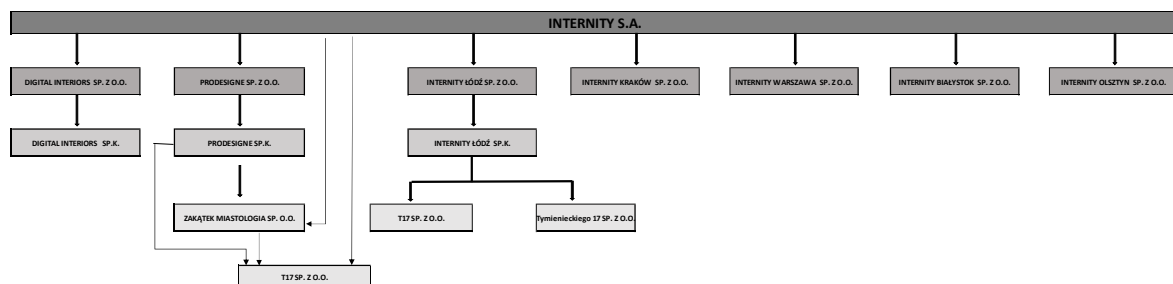 INTERNITY S.A.
DIGITAL INTERIORS SP. Z O.O.
PRODESIGNE SP. Z O.O.
INTERNITY ŁÓDŹ SP. Z O.O.
INTERNITY KRAKÓW SP. Z O.O.
INTERNITY WARSZAWA SP. Z O.O.
INTERNITY BIAŁYSTOK SP. Z O.O.
INTERNITY OLSZTYN SP. Z O.O.
DIGITAL INTERIORS SP.K.
PRODESIGNE SP.K.
INTERNITY ŁÓDŹ SP.K.
ZAKĄTEK MIASTOLOGIA SP. O.O.
T17 SP. Z O.O.
Tymienieckiego 17 SP. Z O.O.
T17 SP. Z O.O.